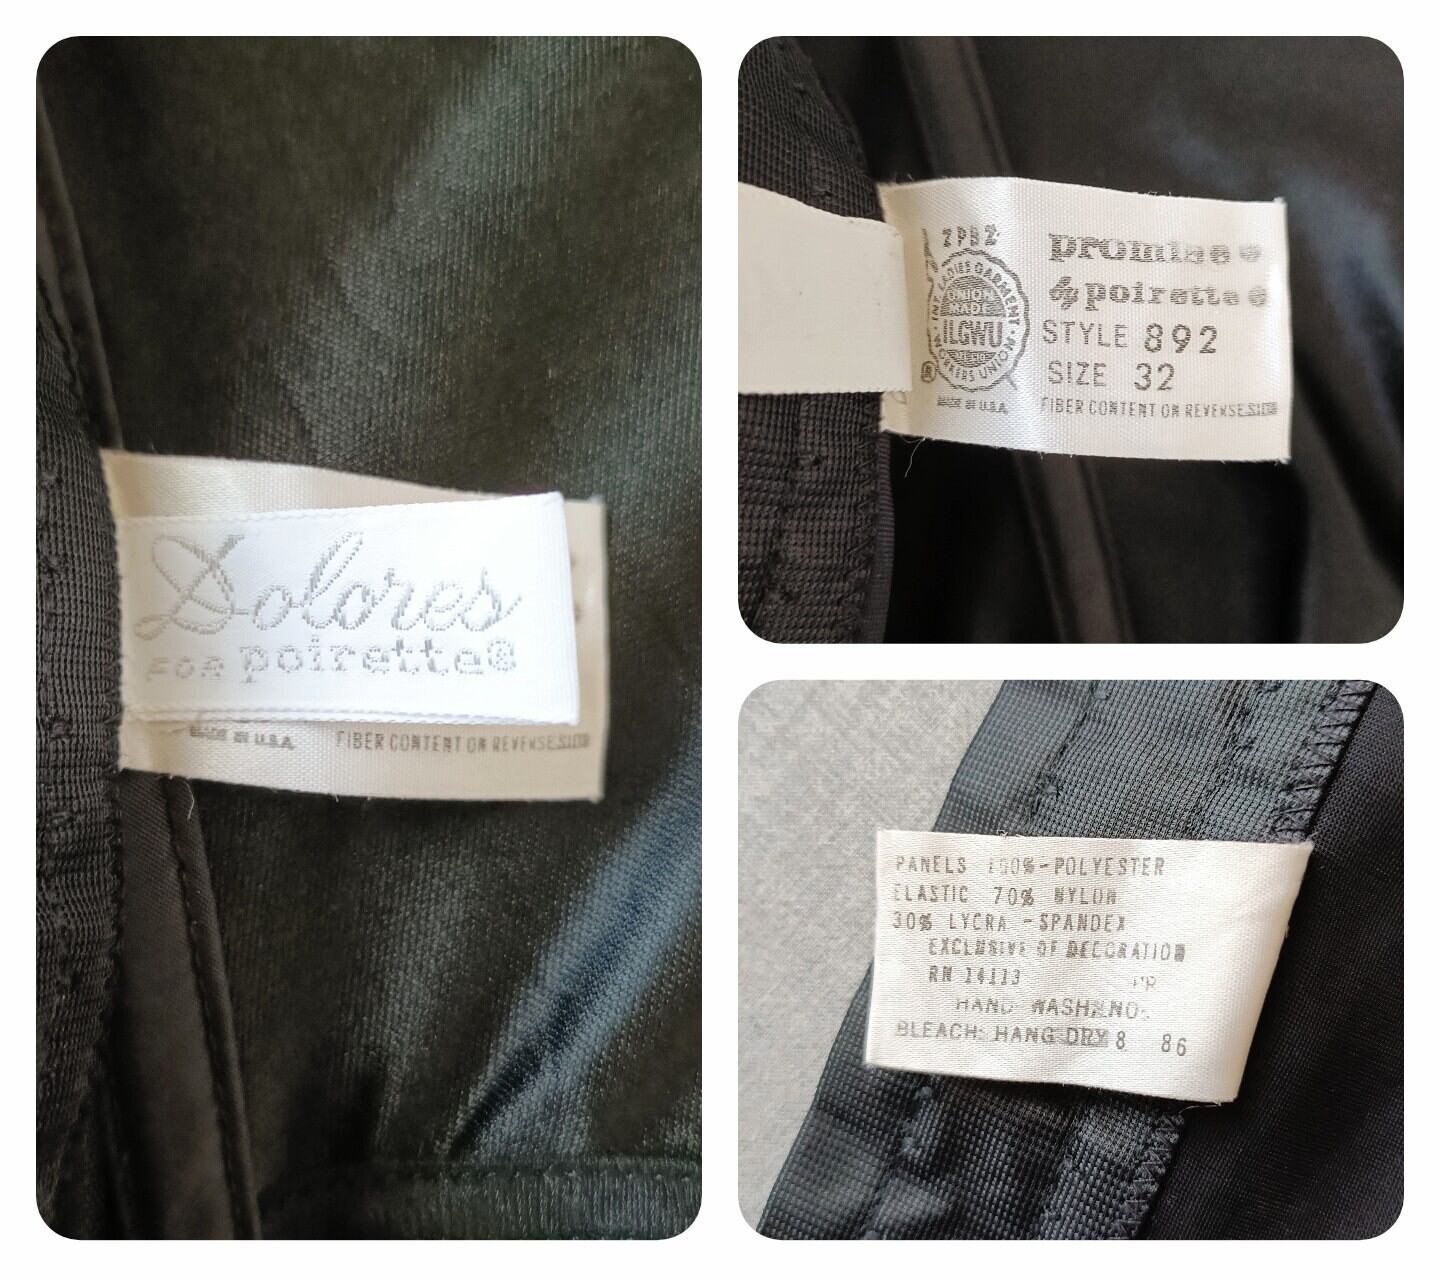 Dolores
FOR poirette®
MADE IN U.S.A.
FIBER CONTENT ON REVERSE SIDE
INT. LADIES GARMENT WORKERS UNION
UNION
MADE
ILGWU
®
MADE IN U.S.A.
promise®
by poirette®
STYLE 892
SIZE 32
FIBER CONTENT ON REVERSE SIDE
PANELS 100%-POLYESTER
ELASTIC 70% NYLON
30% LYCRA -SPANDEX
EXCLUSIVE OF DECORATION
RN 14113
HAND WASH. NO
BLEACH. HANG DRY 8 86